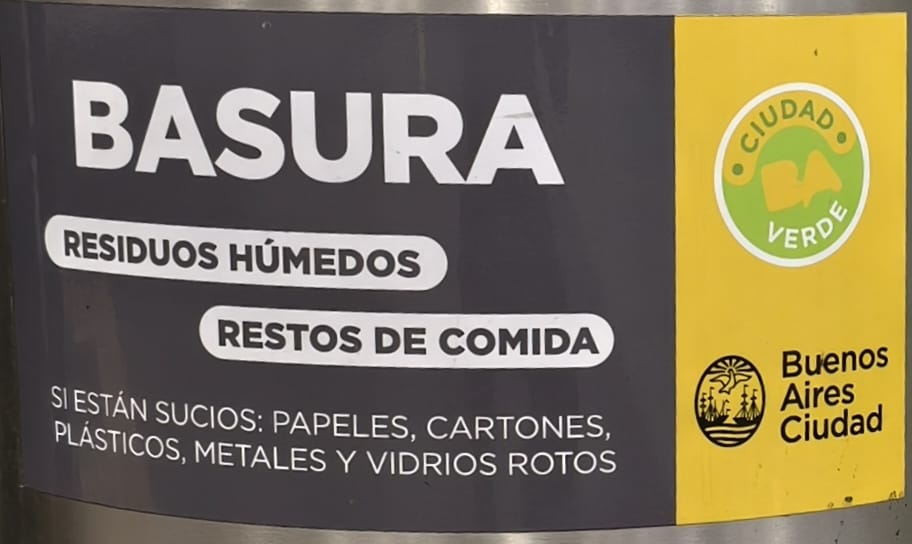 BASURA
RESIDUOS HÚMEDOS
RESTOS DE COMIDA
SI ESTÁN SUCIOS: PAPELES, CARTONES,
PLÁSTICOS, METALES Y VIDRIOS ROTOS
CIUDAD
BA
VERDE
Buenos
Aires
Ciudad